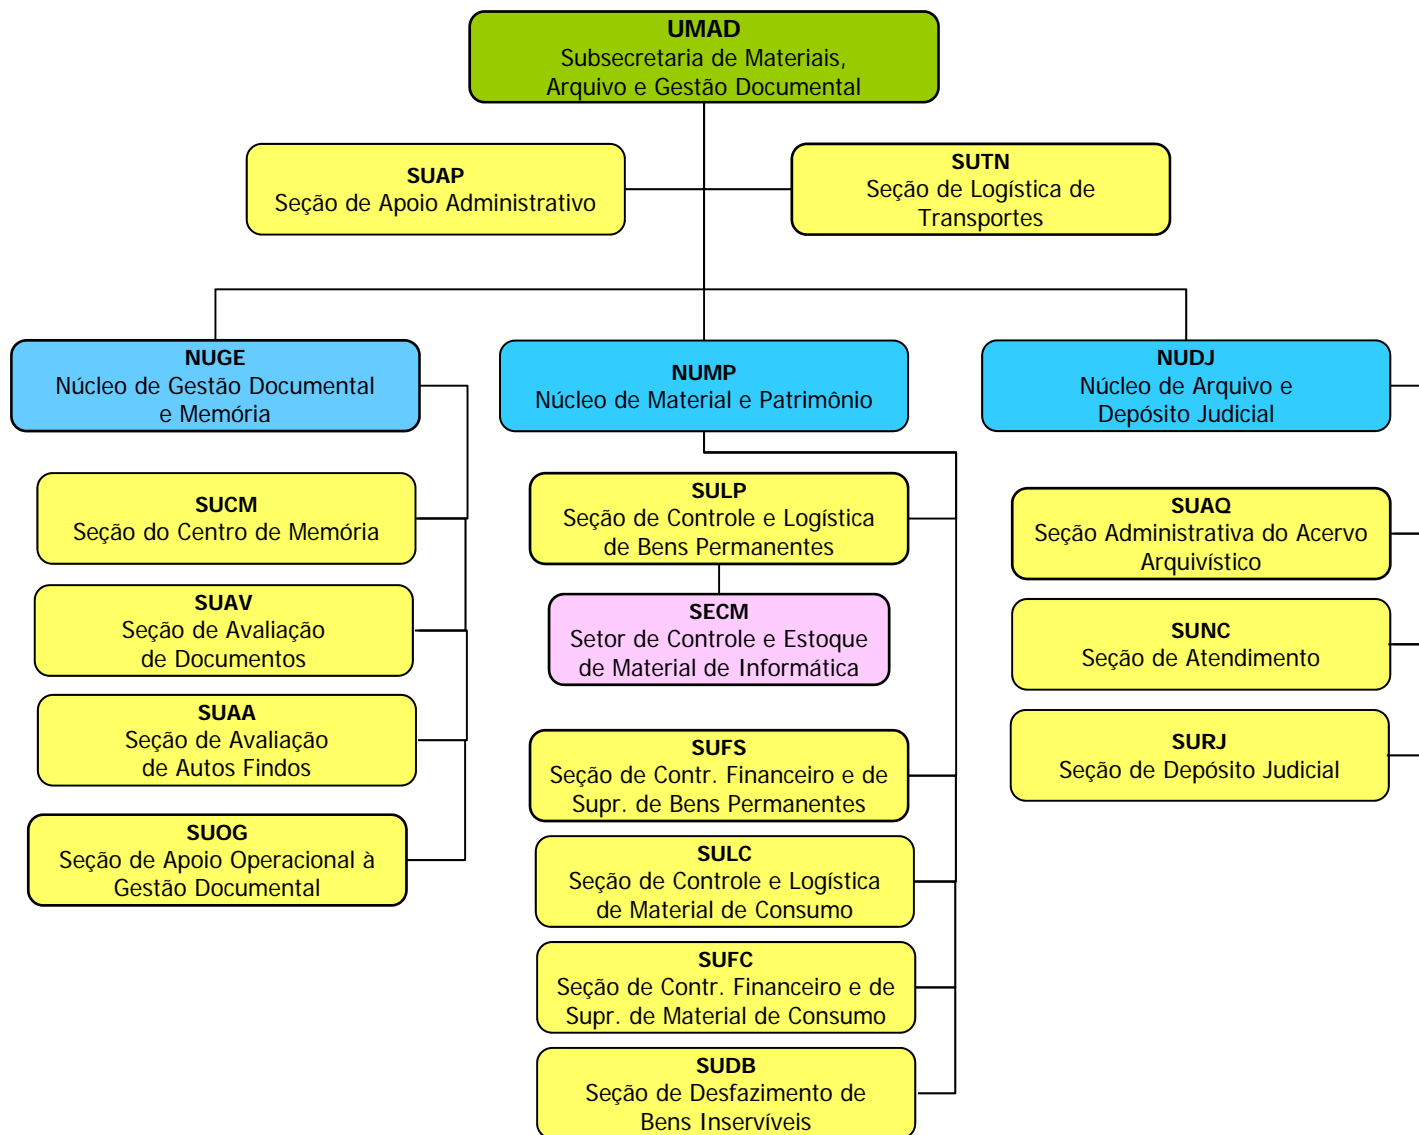 UMAD
Subsecretaria de Materiais,
Arquivo e Gestão Documental
SUAP
Seção de Apoio Administrativo
SUTN
Seção de Logística de
Transportes
NUGE
Núcleo de Gestão Documental
e Memória
NUMP
Núcleo de Material e Patrimônio
NUDJ
Núcleo de Arquivo e
Depósito Judicial
SUCM
Seção do Centro de Memória
SUAV
Seção de Avaliação
de Documentos
SUAA
Seção de Avaliação
de Autos Findos
SUOG
Seção de Apoio Operacional à
Gestão Documental
SULP
Seção de Controle e Logística
de Bens Permanentes
SECM
Setor de Controle e Estoque
de Material de Informática
SUFS
Seção de Contr. Financeiro e de
Supr. de Bens Permanentes
SULC
Seção de Controle e Logística
de Material de Consumo
SUFC
Seção de Contr. Financeiro e de
Supr. de Material de Consumo
SUDB
Seção de Desfazimento de
Bens Inservíveis
SUAQ
Seção Administrativa do Acervo
Arquivístico
SUNC
Seção de Atendimento
SURJ
Seção de Depósito Judicial